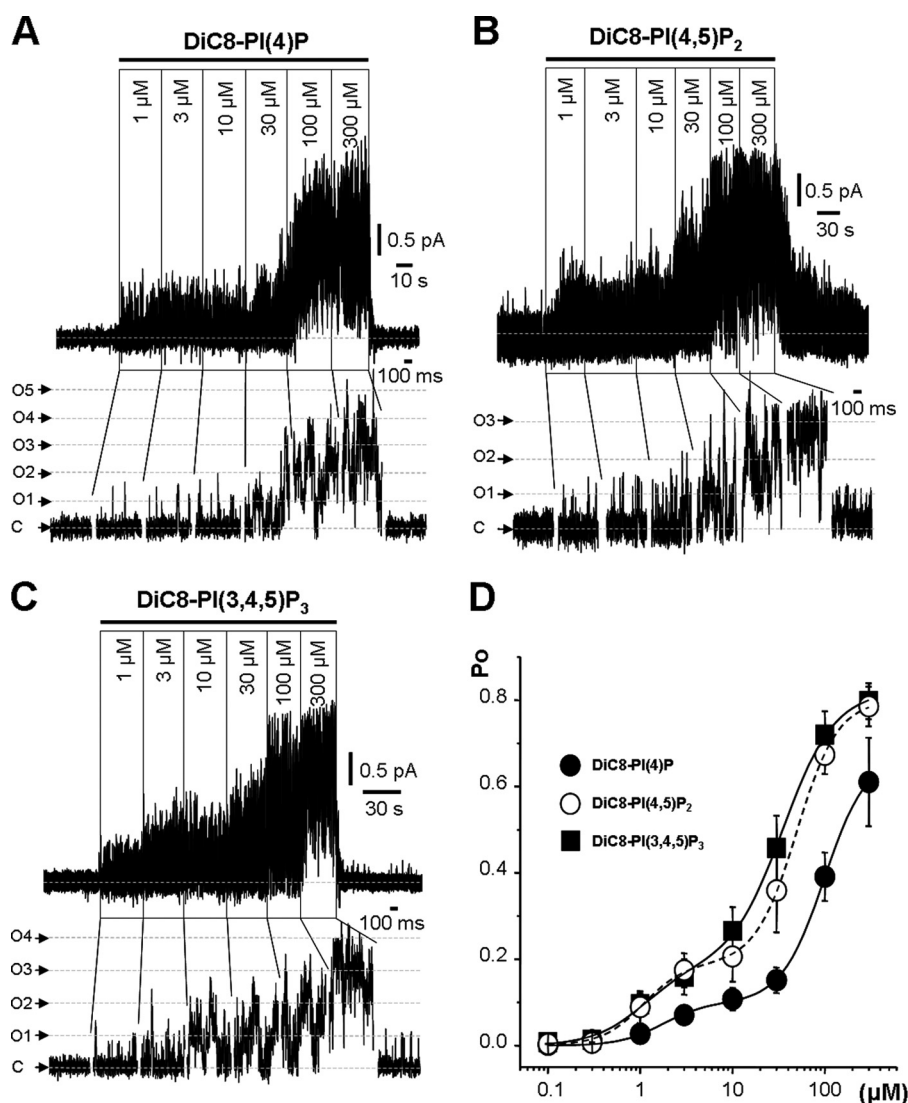 A
DiC8-PI(4)P
1 µM
3 µM
10 µM
30 µM
100 µM
300 µM
0.5 pA
10 s
100 ms
O5
O4
O3
O2
O1
C
B
DiC8-PI(4,5)P2
1 µM
3 µM
10 µM
30 µM
100 µM
300 µM
0.5 pA
30 s
100 ms
O3
O2
O1
C
C
DiC8-PI(3,4,5)P3
1 µM
3 µM
10 µM
30 µM
100 µM
300 µM
0.5 pA
30 s
100 ms
O4
O3
O2
O1
C
D
Po
0.8
0.6
0.4
0.2
0.0
DiC8-PI(4)P
DiC8-PI(4,5)P2
DiC8-PI(3,4,5)P3
0.1 1 10 100 (µM)